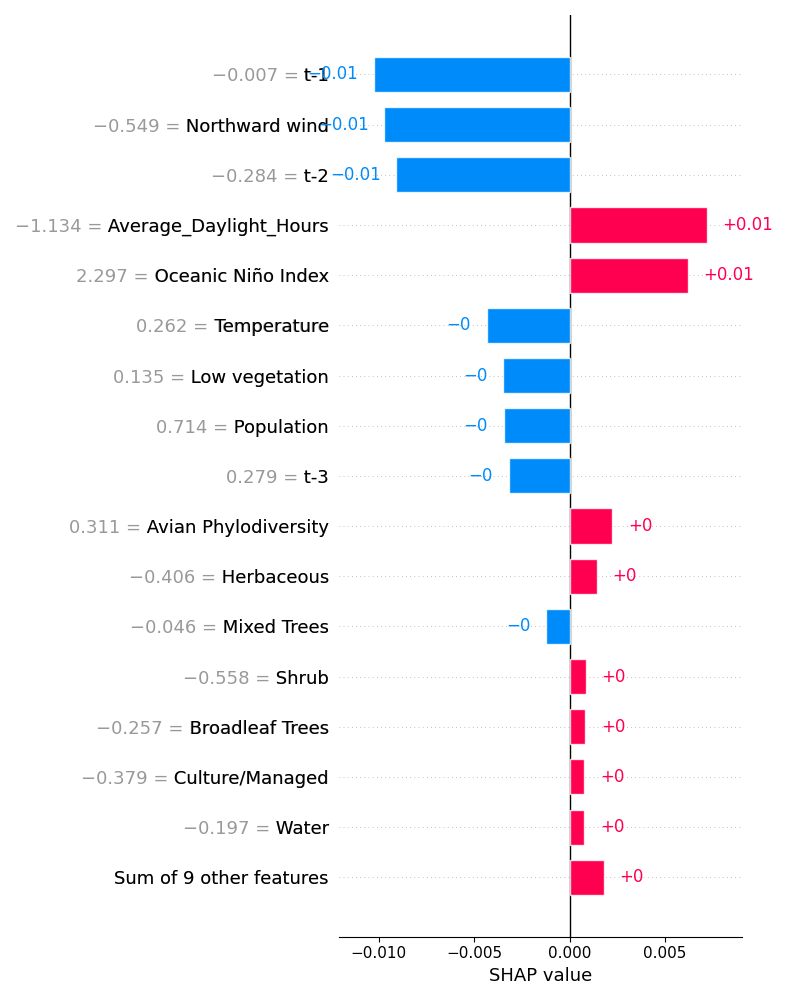 −0.007 = t-1 −0.01
−0.549 = Northward wind −0.01
−0.284 = t-2 −0.01
−1.134 = Average_Daylight_Hours +0.01
2.297 = Oceanic Niño Index +0.01
0.262 = Temperature −0
0.135 = Low vegetation −0
0.714 = Population −0
0.279 = t-3 −0
0.311 = Avian Phylodiversity +0
−0.406 = Herbaceous +0
−0.046 = Mixed Trees −0
−0.558 = Shrub +0
−0.257 = Broadleaf Trees +0
−0.379 = Culture/Managed +0
−0.197 = Water +0
Sum of 9 other features +0
−0.010 −0.005 0.000 0.005
SHAP value